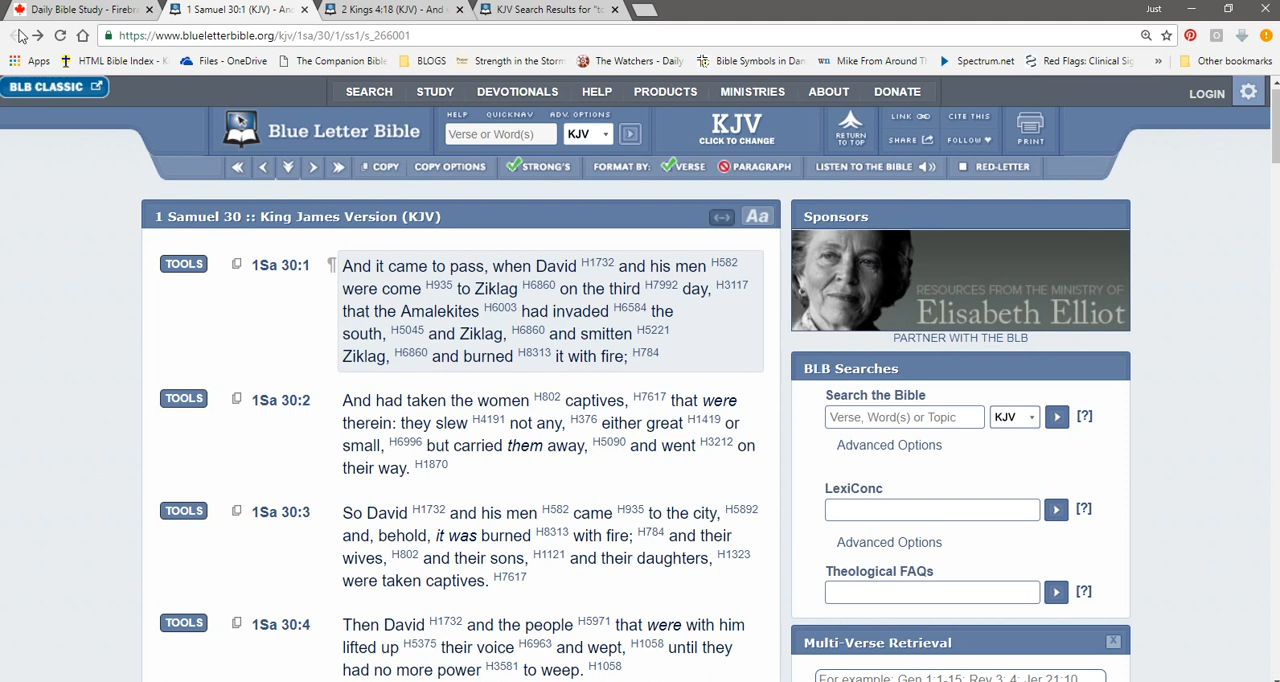 Daily Bible Study - Firebra
1 Samuel 30:1 (KJV) - And
2 Kings 4:18 (KJV) - And
KJV Search Results for "to
Just
https://www.blueletterbible.org/kjv/1sa/30/1/ss1/s_266001
Apps
HTML Bible Index - K
Files - OneDrive
The Companion Bible
BLOGS
Strength in the Storm
The Watchers - Daily
Bible Symbols in Dan
wn Mike From Around T
Spectrum.net
Red Flags: Clinical Sig
»
Other bookmarks
BLB CLASSIC
SEARCH STUDY DEVOTIONALS HELP PRODUCTS MINISTRIES ABOUT DONATE
LOGIN
Blue Letter Bible
HELP QUICKNAV ADV. OPTIONS
Verse or Word(s)
KJV
KJV
CLICK TO CHANGE
RETURN
TO TOP
LINK
CITE THIS
SHARE
FOLLOW
PRINT
COPY
COPY OPTIONS
STRONG'S
FORMAT BY: VERSE PARAGRAPH
LISTEN TO THE BIBLE
RED-LETTER
1 Samuel 30 :: King James Version (KJV)
Aa
TOOLS 1Sa 30:1 ¶ And it came to pass, when David H1732 and his men H582
were come H935 to Ziklag H6860 on the third H7992 day, H3117
that the Amalekites H6003 had invaded H6584 the
south, H5045 and Ziklag, H6860 and smitten H5221
Ziklag, H6860 and burned H8313 it with fire; H784
TOOLS 1Sa 30:2 And had taken the women H802 captives, H7617 that were
therein: they slew H4191 not any, H376 either great H1419 or
small, H6996 but carried them away, H5090 and went H3212 on
their way. H1870
TOOLS 1Sa 30:3 So David H1732 and his men H582 came H935 to the city, H5892
and, behold, it was burned H8313 with fire; H784 and their
wives, H802 and their sons, H1121 and their daughters, H1323
were taken captives. H7617
TOOLS 1Sa 30:4 Then David H1732 and the people H5971 that were with him
lifted up H5375 their voice H6963 and wept, H1058 until they
had no more power H3581 to weep. H1058
Sponsors
RESOURCES FROM THE MINISTRY OF
Elisabeth Elliot
PARTNER WITH THE BLB
BLB Searches
Search the Bible
Verse, Word(s) or Topic
KJV
[?]
Advanced Options
LexiConc
[?]
Advanced Options
Theological FAQs
[?]
Multi-Verse Retrieval
X
For example: Gen 1:1-15; Rev 3; 4; Jer 21:10